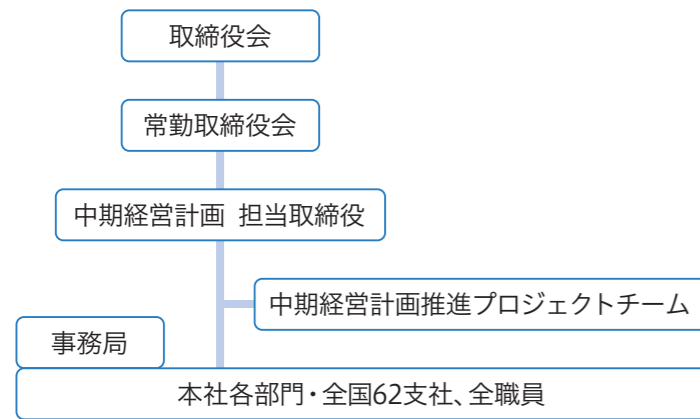 取締役会
常勤取締役会
中期経営計画 担当取締役
中期経営計画推進プロジェクトチーム
事務局
本社各部門・全国62支社、全職員